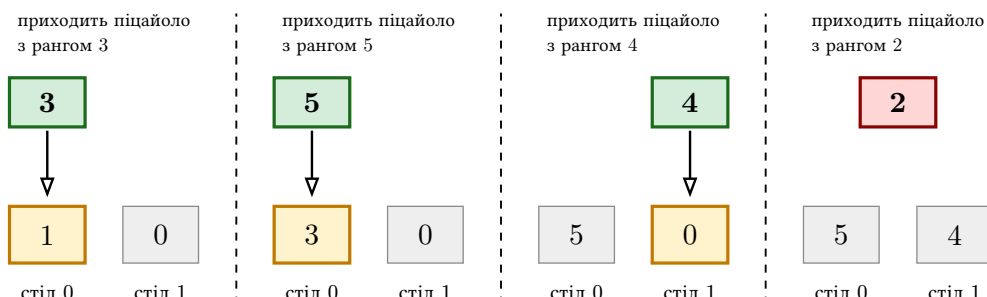 приходить піцайоло
з рангом 3
3
1 0
стіл 0 стіл 1
приходить піцайоло
з рангом 5
5
3 0
стіл 0 стіл 1
приходить піцайоло
з рангом 4
4
5 0
стіл 0 стіл 1
приходить піцайоло
з рангом 2
2
5 4
стіл 0 стіл 1